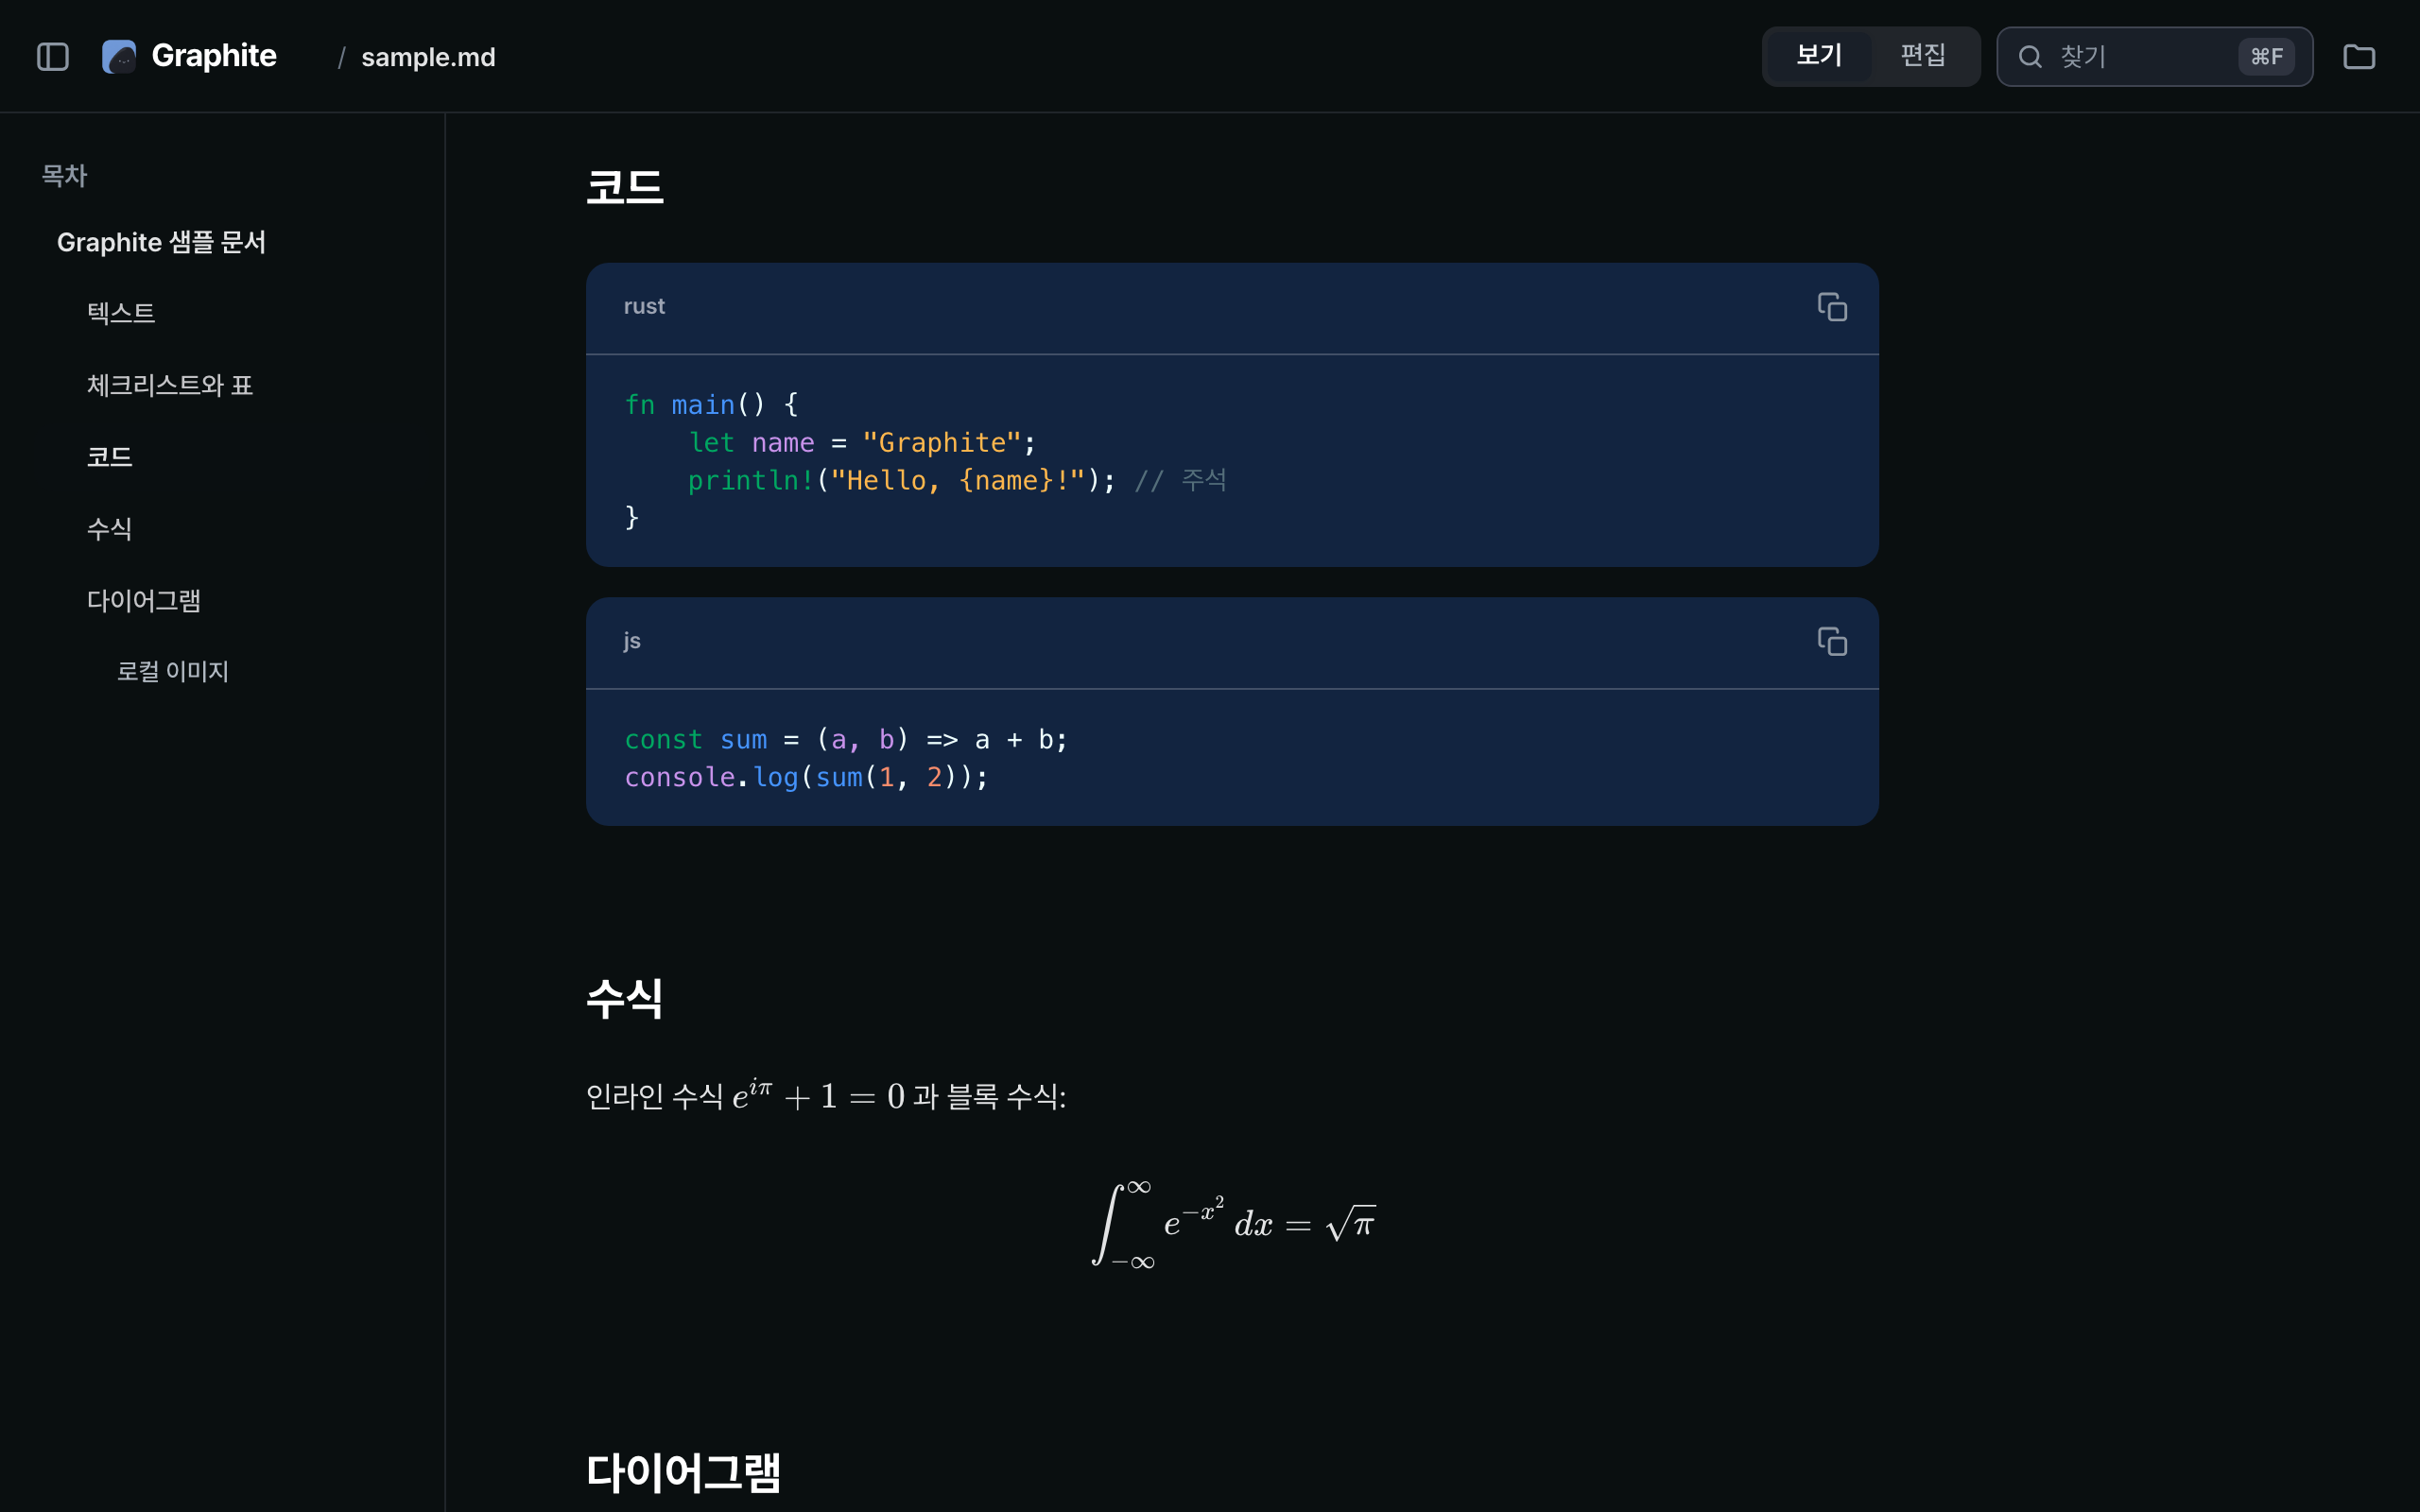 Graphite / sample.md
보기 편집 찾기 ⌘F
목차
Graphite 샘플 문서
텍스트
체크리스트와 표
코드
수식
다이어그램
로컬 이미지
코드
rust
fn main() {
    let name = "Graphite";
    println!("Hello, {name}!"); // 주석
}
js
const sum = (a, b) => a + b;
console.log(sum(1, 2));
수식
인라인 수식 e^{iπ} + 1 = 0 과 블록 수식:
∫_{-∞}^{∞} e^{-x^2} dx = √π
다이어그램